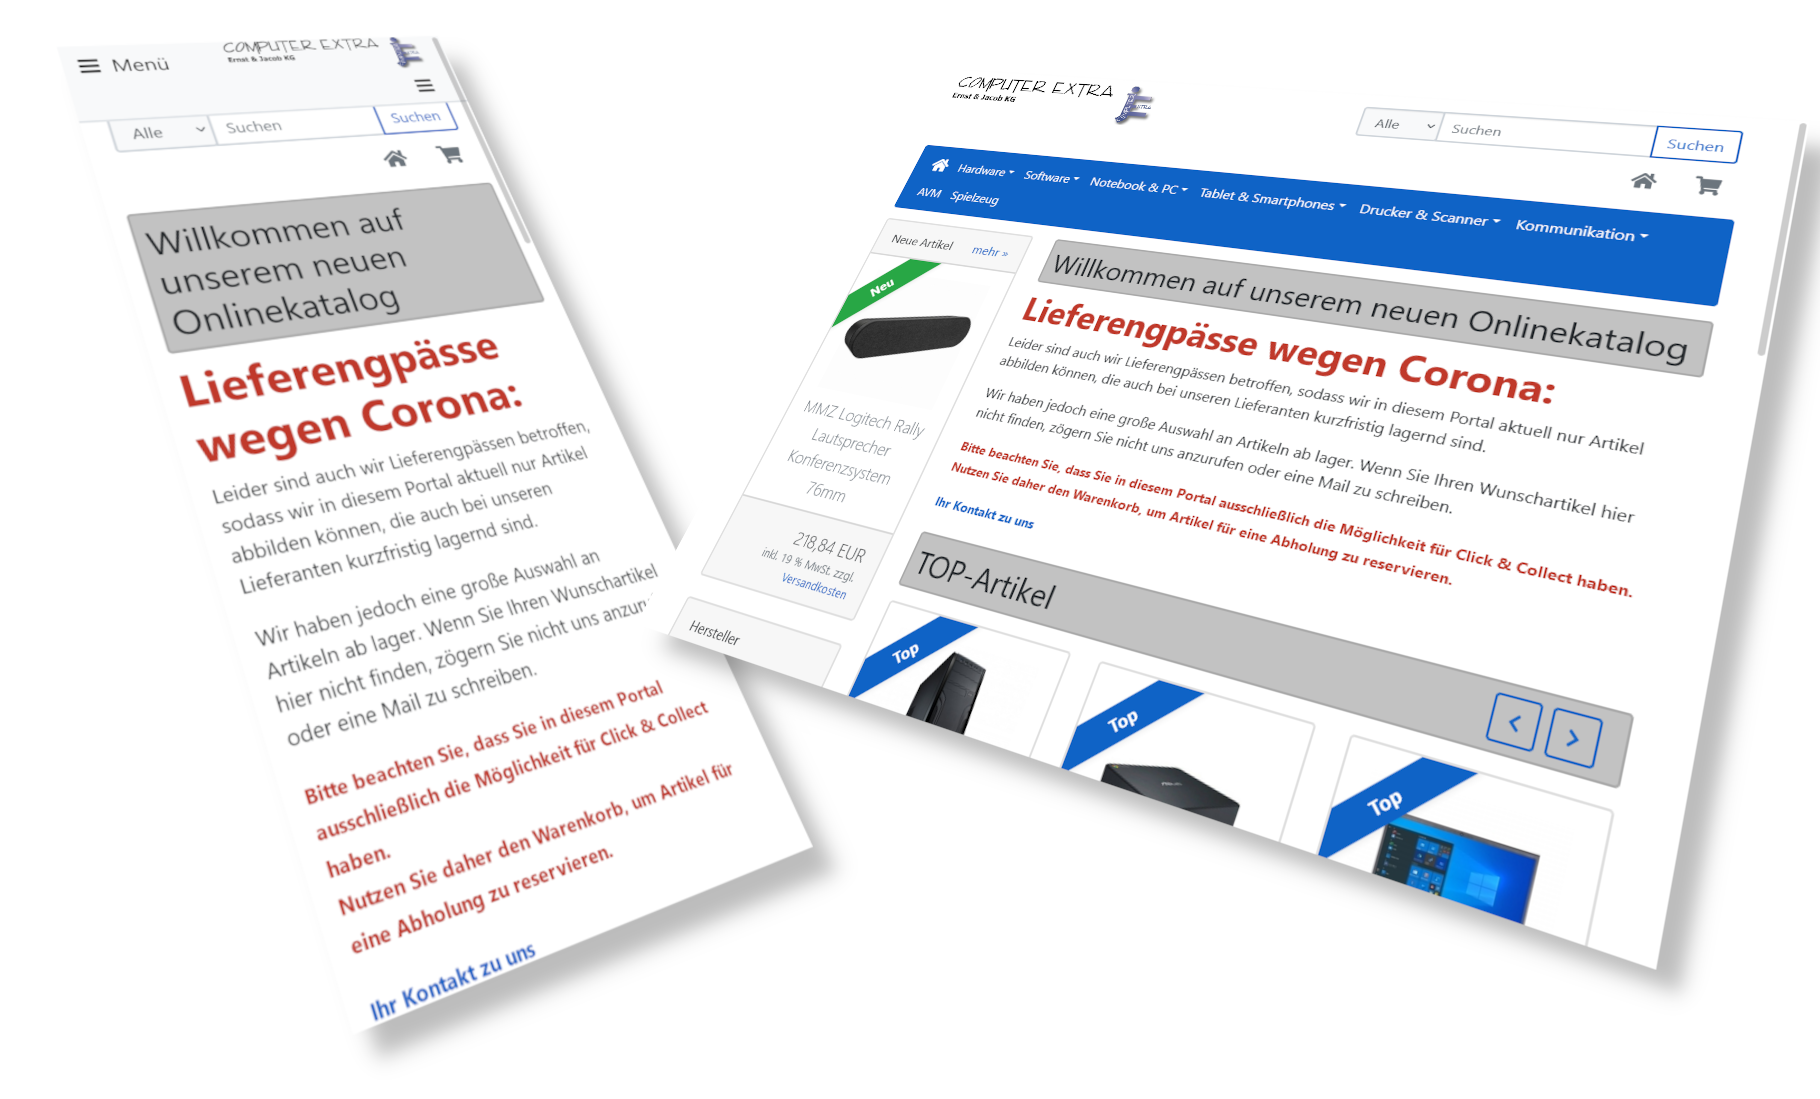 Menü
COMPUTER EXTRA
Ernst & Jacob KG
Alle
Suchen
Suchen
Willkommen auf
unserem neuen
Onlinekatalog
Lieferengpässe
wegen Corona:
Leider sind auch wir Lieferengpässen betroffen,
sodass wir in diesem Portal aktuell nur Artikel
abbilden können, die auch bei unseren
Lieferanten kurzfristig lagernd sind.
Wir haben jedoch eine große Auswahl an
Artikeln ab lager. Wenn Sie Ihren Wunschartikel
hier nicht finden, zögern Sie nicht uns
oder eine Mail zu schreiben.
Bitte beachten Sie, dass Sie in diesem Portal
ausschließlich die Möglichkeit für Click & Collect
haben.
Nutzen Sie daher den Warenkorb, um Artikel für
eine Abholung zu reservieren.
Ihr Kontakt zu uns
COMPUTER EXTRA
Ernst & Jacob KG
Alle
Suchen
Suchen
Hardware Software Notebook & PC Tablet & Smartphones Drucker & Scanner Kommunikation
AVM Spielzeug
Neue Artikel mehr »
Neu
MMZ Logitech Rally
Lautsprecher
Konferenzsystem
76mm
218,84 EUR
inkl. 19 % MwSt. zzgl.
Versandkosten
Hersteller
Willkommen auf unserem neuen Onlinekatalog
Lieferengpässe wegen Corona:
Leider sind auch wir Lieferengpässen betroffen, sodass wir in diesem Portal aktuell nur Artikel
abbilden können, die auch bei unseren Lieferanten kurzfristig lagernd sind.
Wir haben jedoch eine große Auswahl an Artikeln ab lager. Wenn Sie Ihren Wunschartikel hier
nicht finden, zögern Sie nicht uns anzurufen oder eine Mail zu schreiben.
Bitte beachten Sie, dass Sie in diesem Portal ausschließlich die Möglichkeit für Click & Collect haben.
Nutzen Sie daher den Warenkorb, um Artikel für eine Abholung zu reservieren.
Ihr Kontakt zu uns
TOP-Artikel
Top
Top
Top